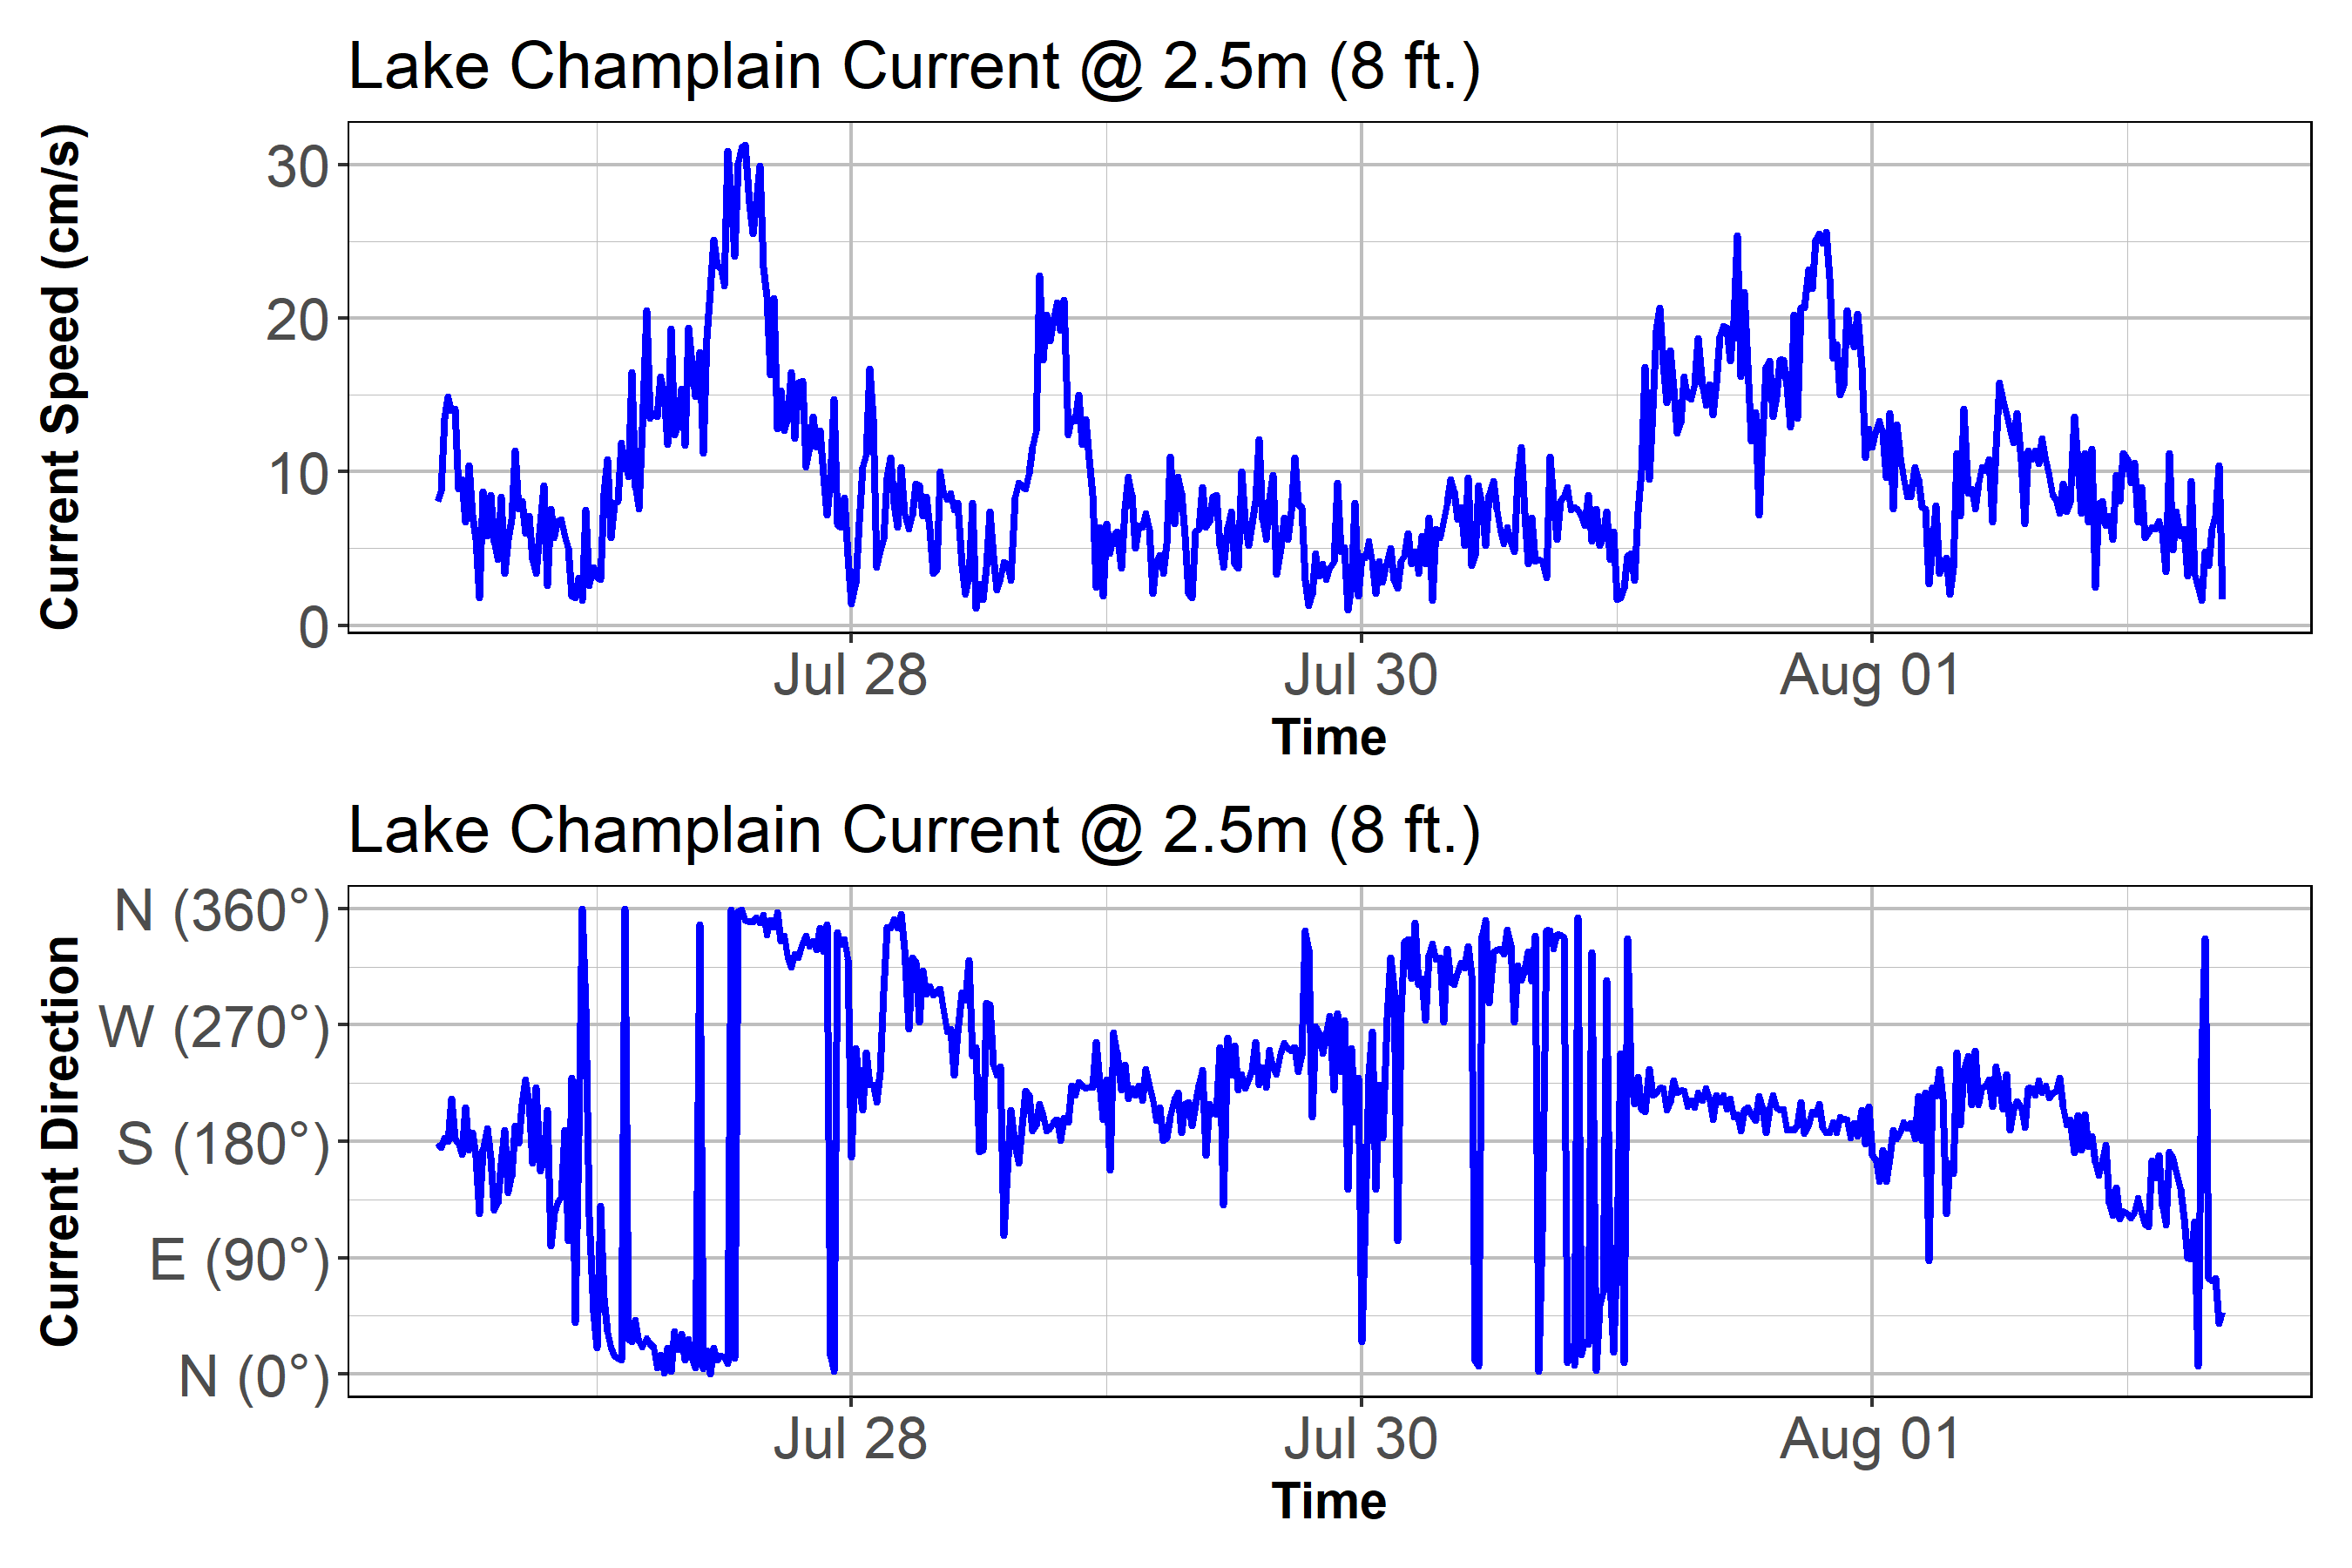 Lake Champlain Current @ 2.5m (8 ft.)
Current Speed (cm/s)
30
20
10
0
Jul 28 Jul 30 Aug 01
Time
Lake Champlain Current @ 2.5m (8 ft.)
Current Direction
N (360°)
W (270°)
S (180°)
E (90°)
N (0°)
Jul 28 Jul 30 Aug 01
Time